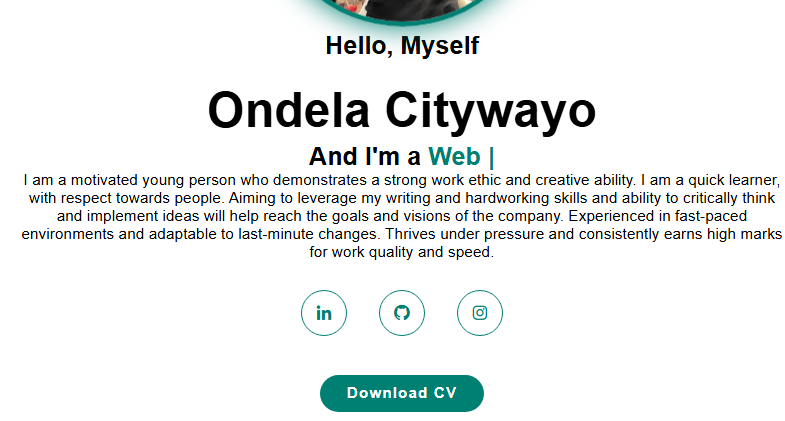 Hello, Myself
Ondela Citywayo
And I'm a Web |
I am a motivated young person who demonstrates a strong work ethic and creative ability. I am a quick learner,
with respect towards people. Aiming to leverage my writing and hardworking skills and ability to critically think
and implement ideas will help reach the goals and visions of the company. Experienced in fast-paced
environments and adaptable to last-minute changes. Thrives under pressure and consistently earns high marks
for work quality and speed.
in
Download CV